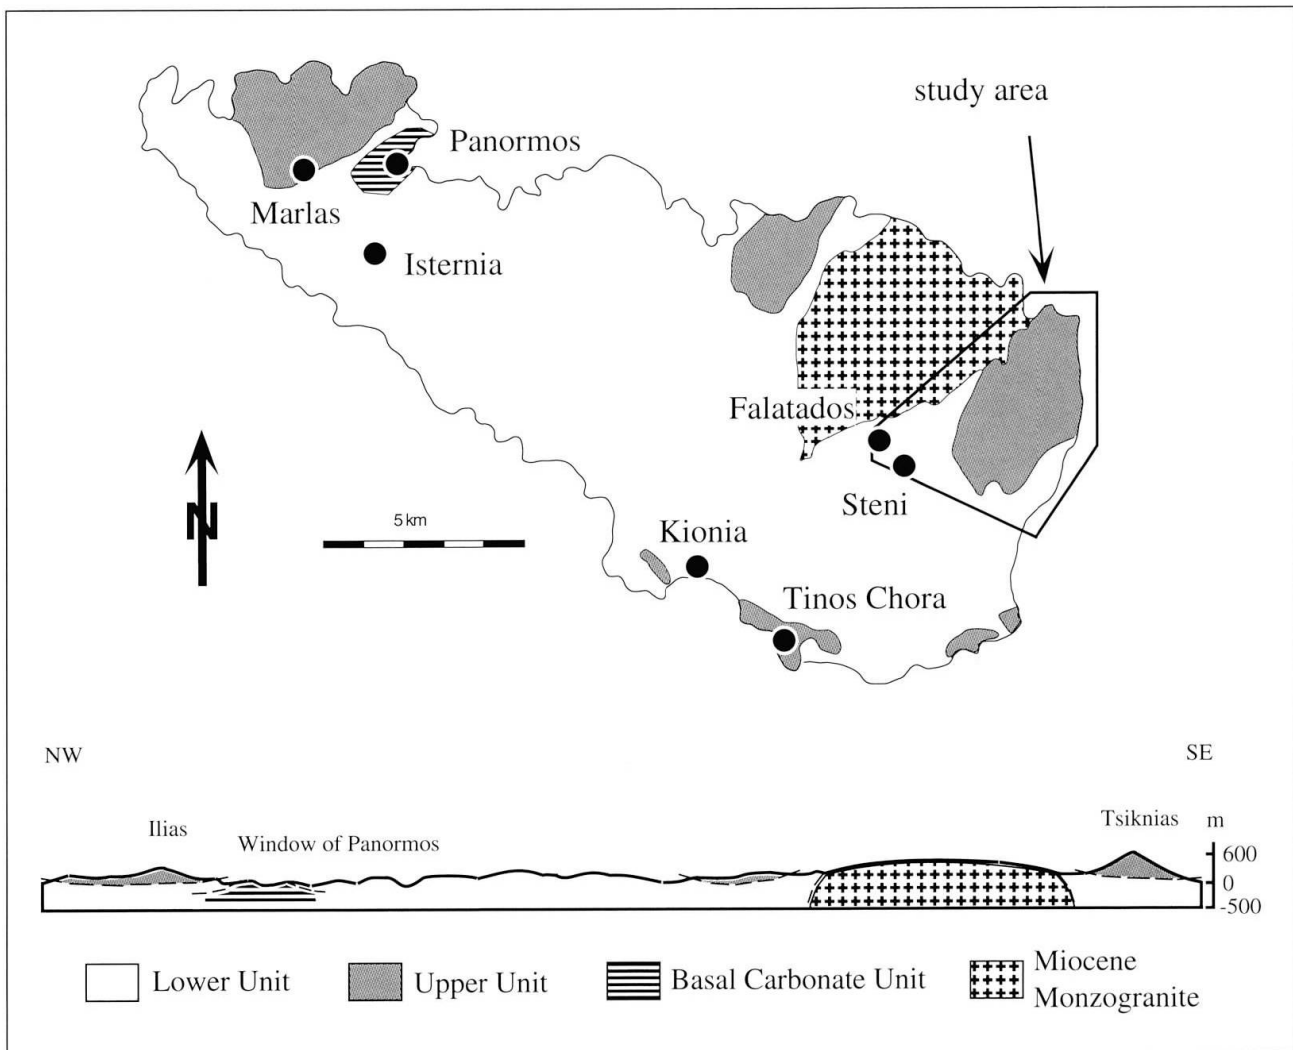 study area
Panormos
Marlas
Isternia
Falatados
Steni
N
5 km
Kionia
Tinos Chora
NW
SE
Ilias
Window of Panormos
Tsiknias
m
600
0
-500
Lower Unit
Upper Unit
Basal Carbonate Unit
Miocene
Monzogranite